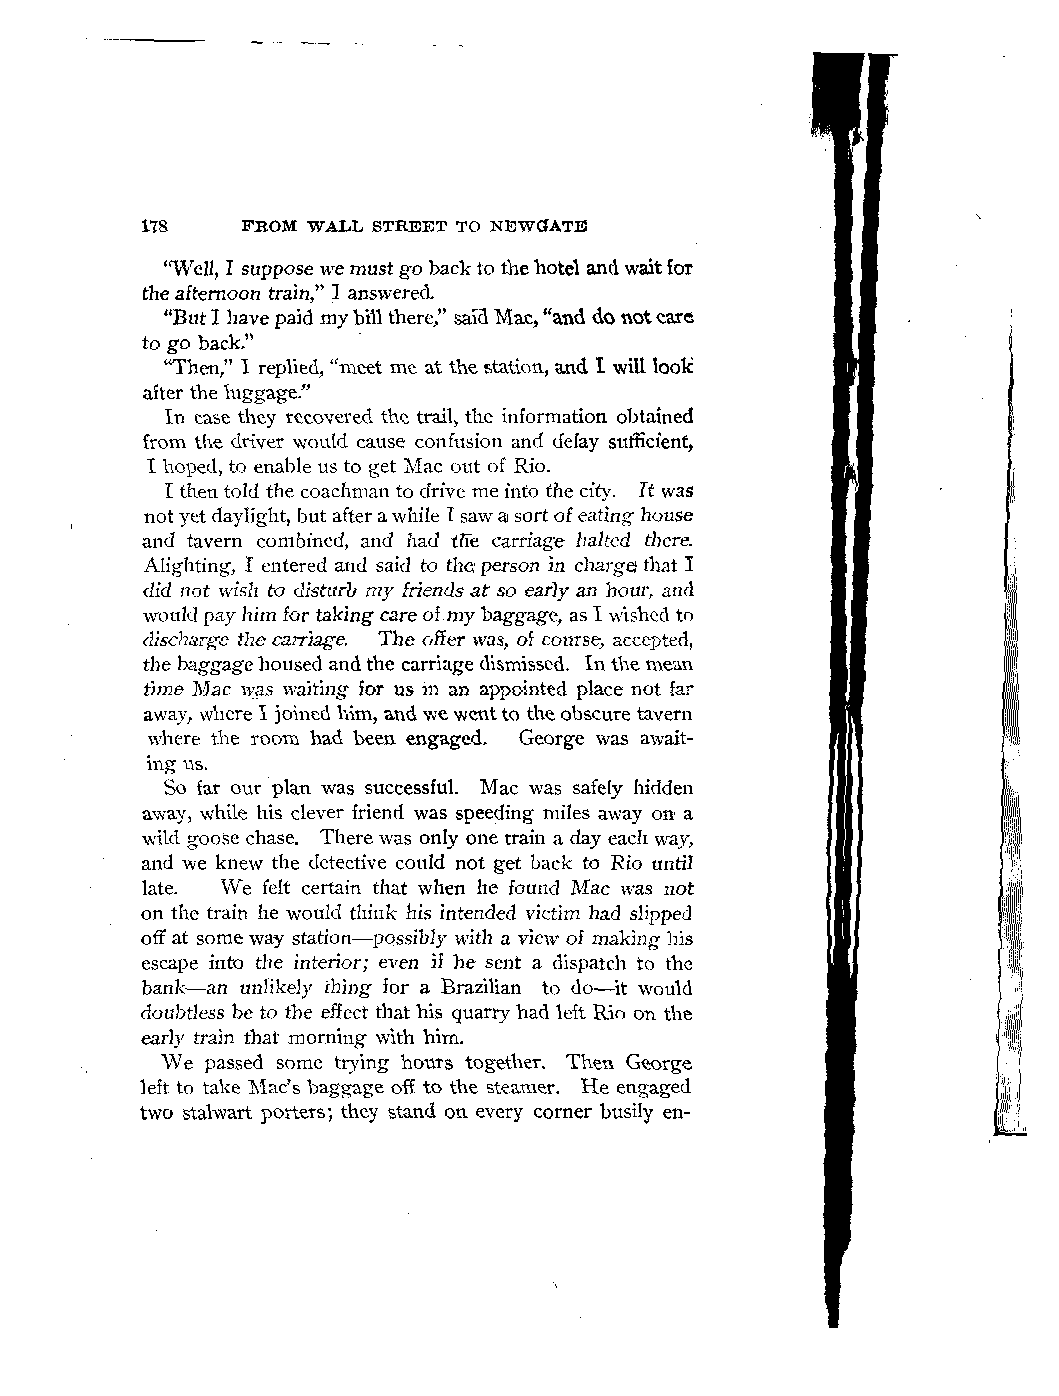 178 FROM WALL STREET TO NEWGATE
"Well, I suppose we must go back to the hotel and wait for
the afternoon train," I answered.
"But I have paid my bill there," said Mac, "and do not care
to go back."
"Then," I replied, "meet me at the station, and I will look
after the luggage."
In case they recovered the trail, the information obtained
from the driver would cause confusion and delay sufficient,
I hoped, to enable us to get Mac out of Rio.
I then told the coachman to drive me into the city. It was
not yet daylight, but after a while I saw a sort of eating house
and tavern combined, and had the carriage halted there.
Alighting, I entered and said to the person in charge that I
did not wish to disturb my friends at so early an hour, and
would pay him for taking care of my baggage, as I wished to
discharge the carriage. The offer was, of course, accepted,
the baggage housed and the carriage dismissed. In the mean
time Mac was waiting for us in an appointed place not far
away, where I joined him, and we went to the obscure tavern
where the room had been engaged. George was await-
ing us.
So far our plan was successful. Mac was safely hidden
away, while his clever friend was speeding miles away on a
wild goose chase. There was only one train a day each way,
and we knew the detective could not get back to Rio until
late. We felt certain that when he found Mac was not
on the train he would think his intended victim had slipped
off at some way station—possibly with a view of making his
escape into the interior; even if he sent a dispatch to the
bank—an unlikely thing for a Brazilian to do—it would
doubtless be to the effect that his quarry had left Rio on the
early train that morning with him.
We passed some trying hours together. Then George
left to take Mac's baggage off to the steamer. He engaged
two stalwart porters; they stand on every corner busily en-